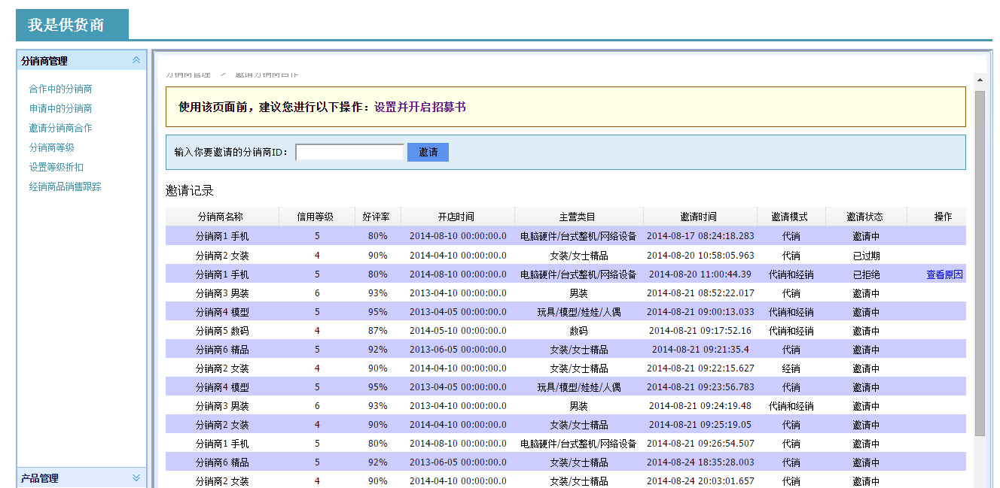 我是供货商
分销商管理
合作中的分销商
申请中的分销商
邀请分销商合作
分销商等级
设置等级折扣
经销商品销售跟踪
产品管理
分销商管理 > 邀请分销商合作
使用该页面前，建议您进行以下操作：设置并开启招募书
输入你要邀请的分销商ID： 邀请
邀请记录
分销商名称 信用等级 好评率 开店时间 主营类目 邀请时间 邀请模式 邀请状态 操作
分销商1 手机 5 80% 2014-08-10 00:00:00.0 电脑硬件/台式整机/网络设备 2014-08-17 08:24:18.283 代销 邀请中
分销商2 女装 4 90% 2014-04-10 00:00:00.0 女装/女士精品 2014-08-20 10:58:05.963 代销 已过期
分销商1 手机 5 80% 2014-08-10 00:00:00.0 电脑硬件/台式整机/网络设备 2014-08-20 11:00:44.39 代销和经销 已拒绝 查看原因
分销商3 男装 6 93% 2013-04-10 00:00:00.0 男装 2014-08-21 08:52:22.017 代销 邀请中
分销商4 模型 5 95% 2013-04-05 00:00:00.0 玩具/模型/娃娃/人偶 2014-08-21 09:00:13.033 代销和经销 邀请中
分销商5 数码 4 87% 2014-05-10 00:00:00.0 数码 2014-08-21 09:17:52.16 代销和经销 邀请中
分销商6 精品 5 92% 2013-06-05 00:00:00.0 女装/女士精品 2014-08-21 09:21:35.4 代销 邀请中
分销商2 女装 4 90% 2014-04-10 00:00:00.0 女装/女士精品 2014-08-21 09:22:15.627 经销 邀请中
分销商4 模型 5 95% 2013-04-05 00:00:00.0 玩具/模型/娃娃/人偶 2014-08-21 09:23:56.783 代销 邀请中
分销商3 男装 6 93% 2013-04-10 00:00:00.0 男装 2014-08-21 09:24:19.48 代销和经销 邀请中
分销商2 女装 4 90% 2014-04-10 00:00:00.0 女装/女士精品 2014-08-21 09:25:19.05 代销 邀请中
分销商1 手机 5 80% 2014-08-10 00:00:00.0 电脑硬件/台式整机/网络设备 2014-08-21 09:26:54.507 代销 邀请中
分销商6 精品 5 92% 2013-06-05 00:00:00.0 女装/女士精品 2014-08-24 18:35:28.003 代销 邀请中
分销商2 女装 4 90% 2014-04-10 00:00:00.0 女装/女士精品 2014-08-24 20:03:01.657 代销 邀请中